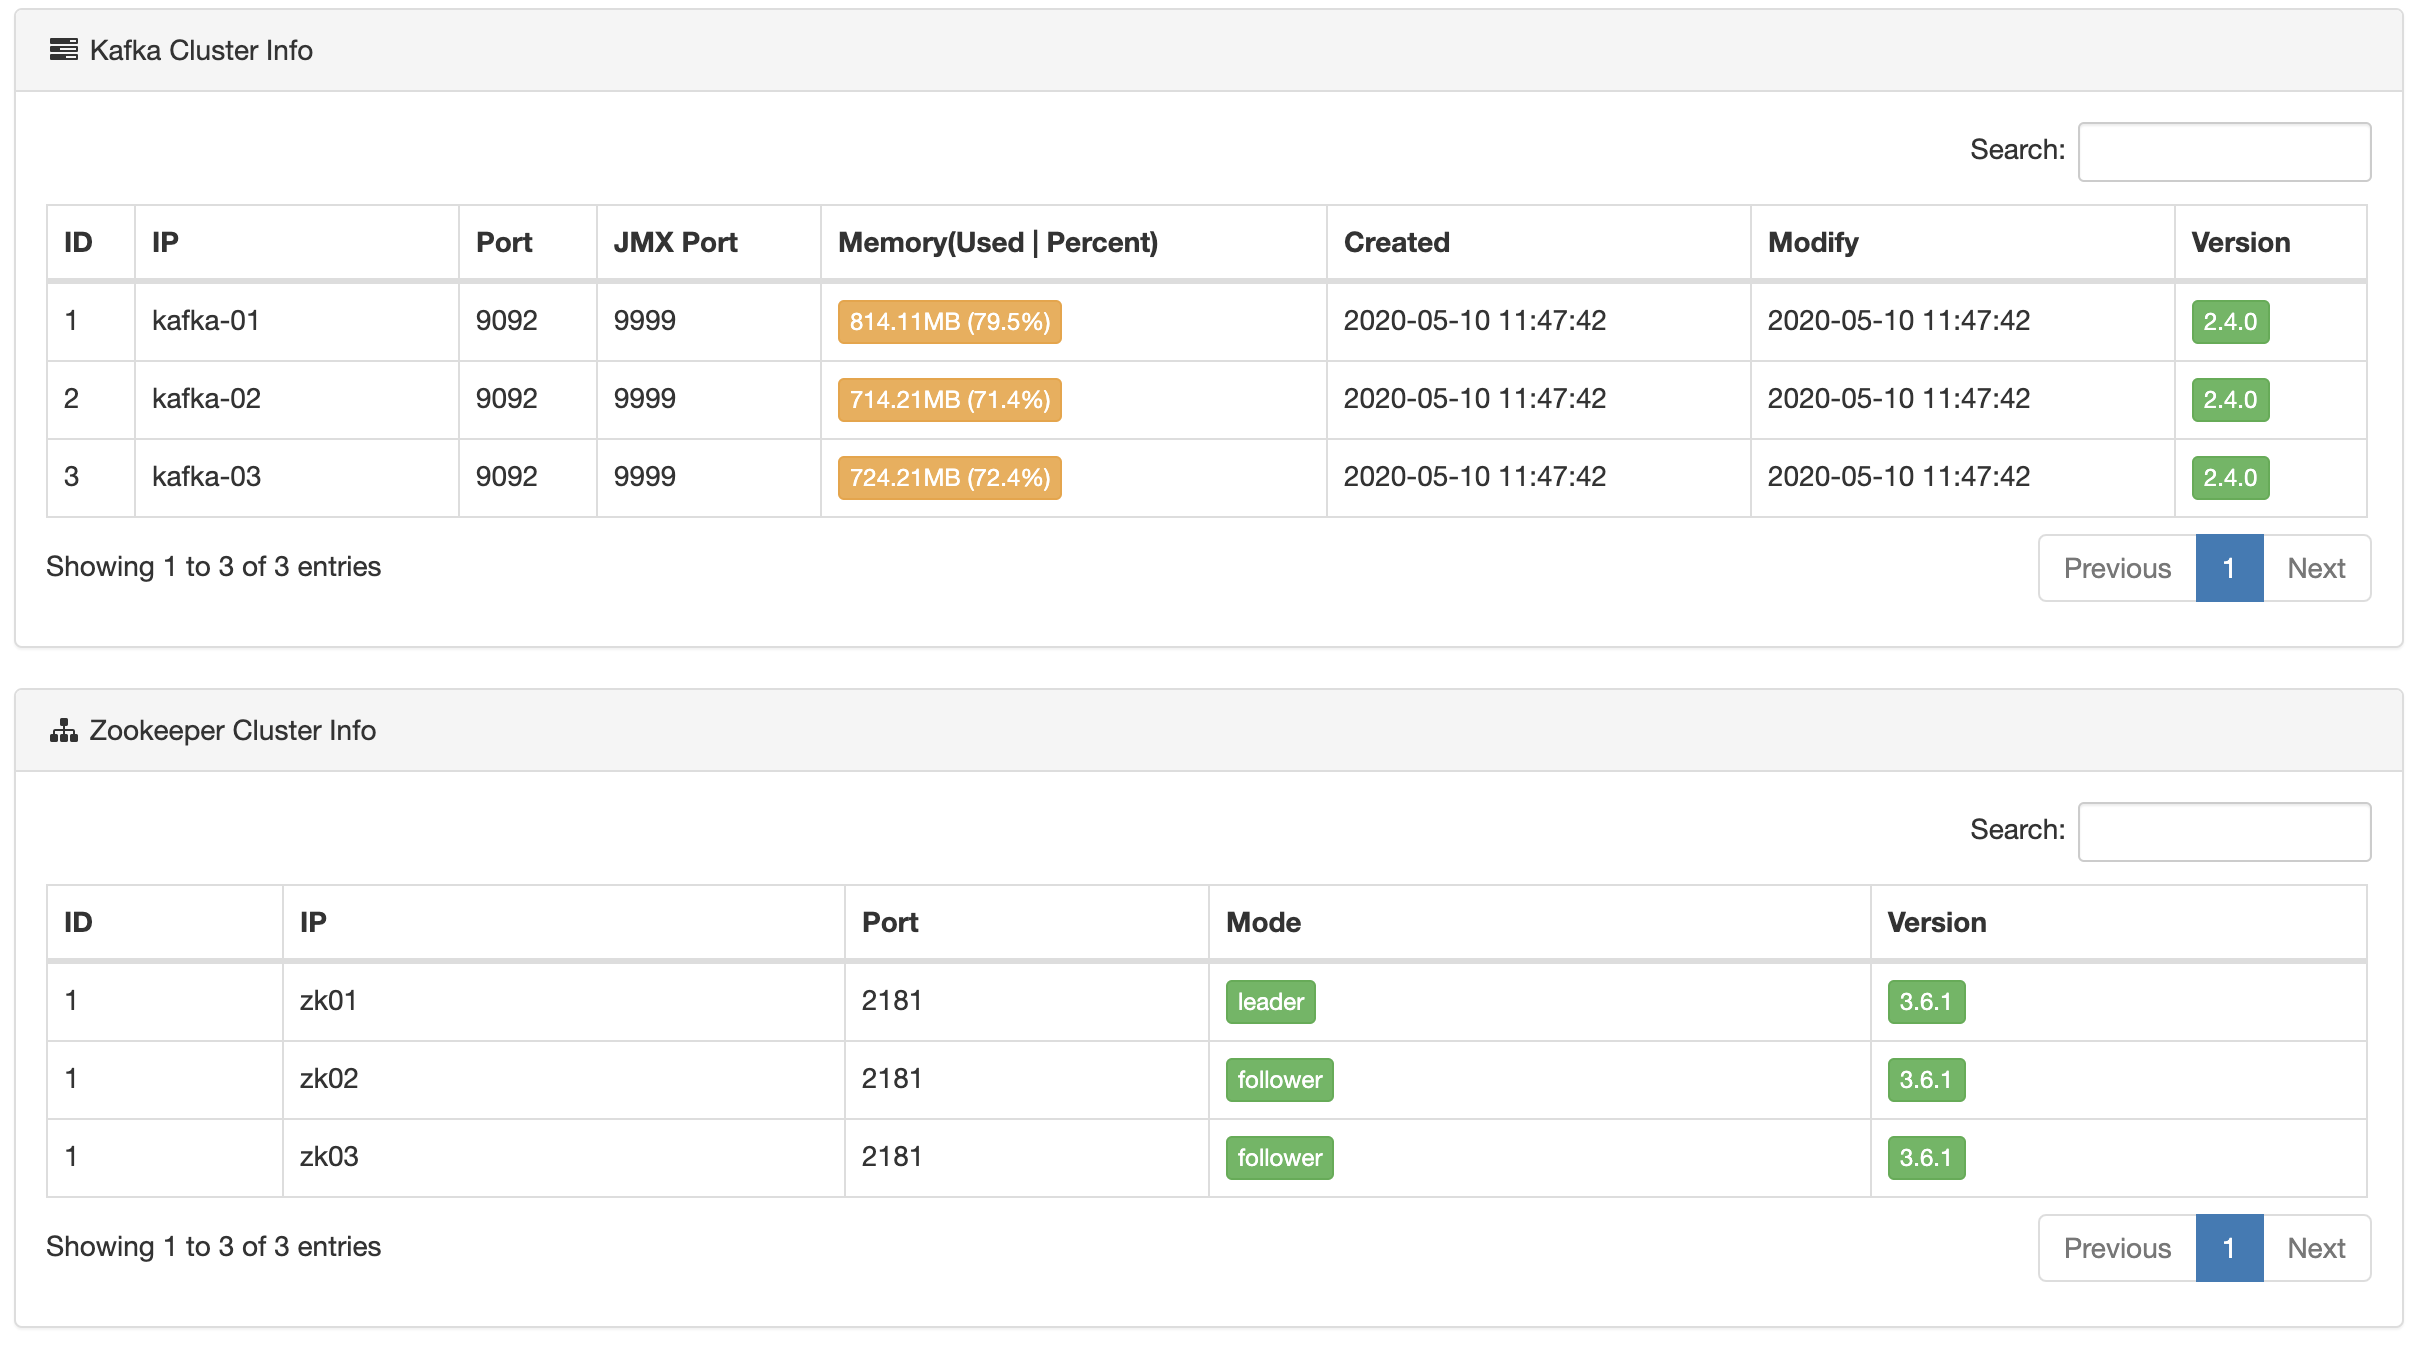 Kafka Cluster Info
Search:
ID IP Port JMX Port Memory(Used | Percent) Created Modify Version
1 kafka-01 9092 9999 814.11MB (79.5%) 2020-05-10 11:47:42 2020-05-10 11:47:42 2.4.0
2 kafka-02 9092 9999 714.21MB (71.4%) 2020-05-10 11:47:42 2020-05-10 11:47:42 2.4.0
3 kafka-03 9092 9999 724.21MB (72.4%) 2020-05-10 11:47:42 2020-05-10 11:47:42 2.4.0
Showing 1 to 3 of 3 entries Previous 1 Next
Zookeeper Cluster Info
Search:
ID IP Port Mode Version
1 zk01 2181 leader 3.6.1
1 zk02 2181 follower 3.6.1
1 zk03 2181 follower 3.6.1
Showing 1 to 3 of 3 entries Previous 1 Next